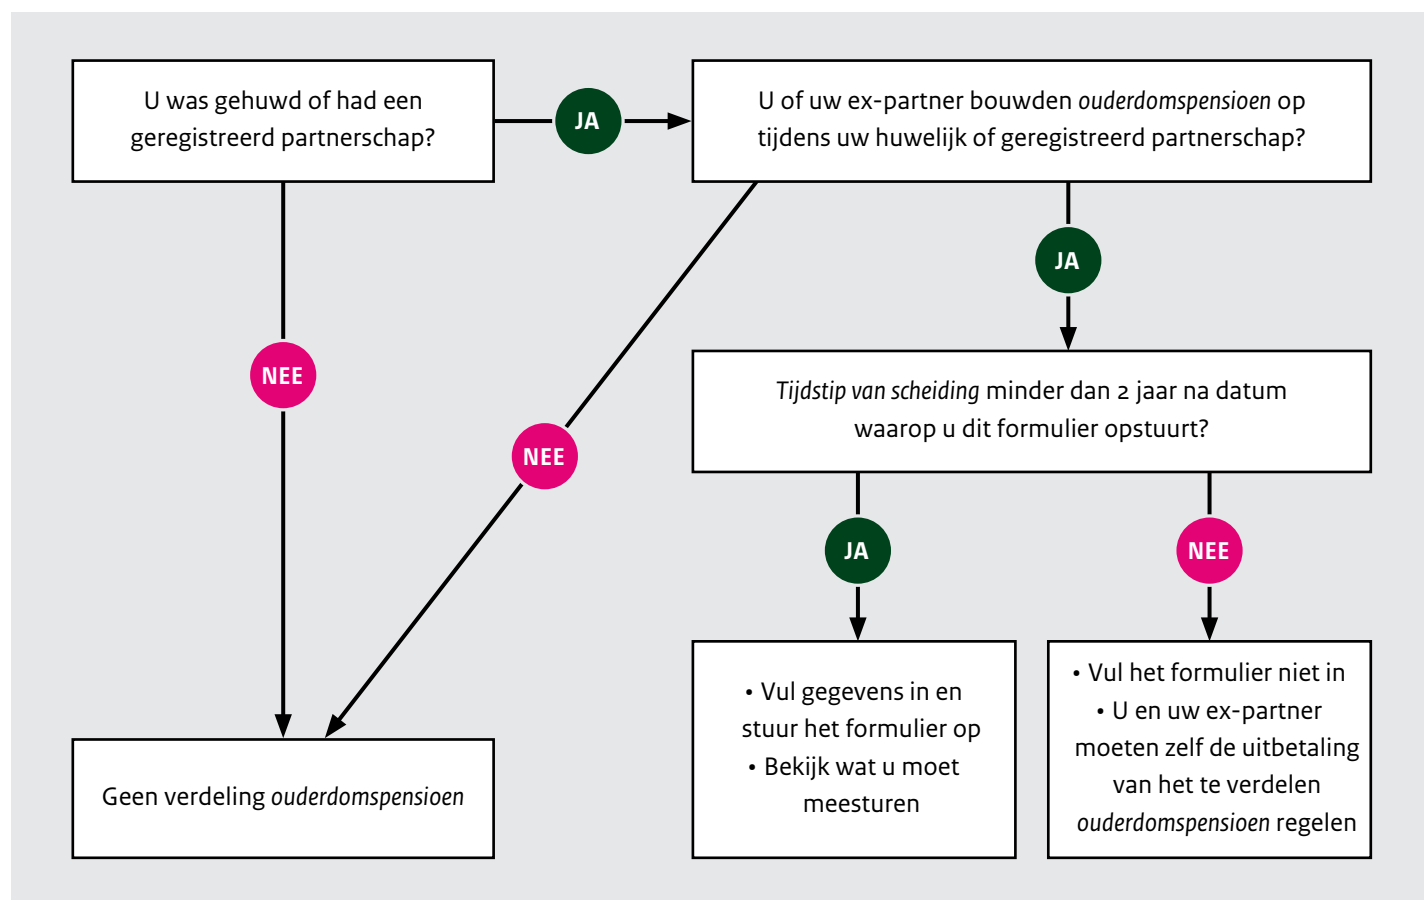 U was gehuwd of had een
geregistreerd partnerschap?
JA
U of uw ex-partner bouwden ouderdomspensioen op
tijdens uw huwelijk of geregistreerd partnerschap?
JA
NEE
NEE
Tijdstip van scheiding minder dan 2 jaar na datum
waarop u dit formulier opstuurt?
JA
NEE
Geen verdeling ouderdomspensioen
• Vul gegevens in en
stuur het formulier op
• Bekijk wat u moet
meesturen
• Vul het formulier niet in
• U en uw ex-partner
moeten zelf de uitbetaling
van het te verdelen
ouderdomspensioen regelen